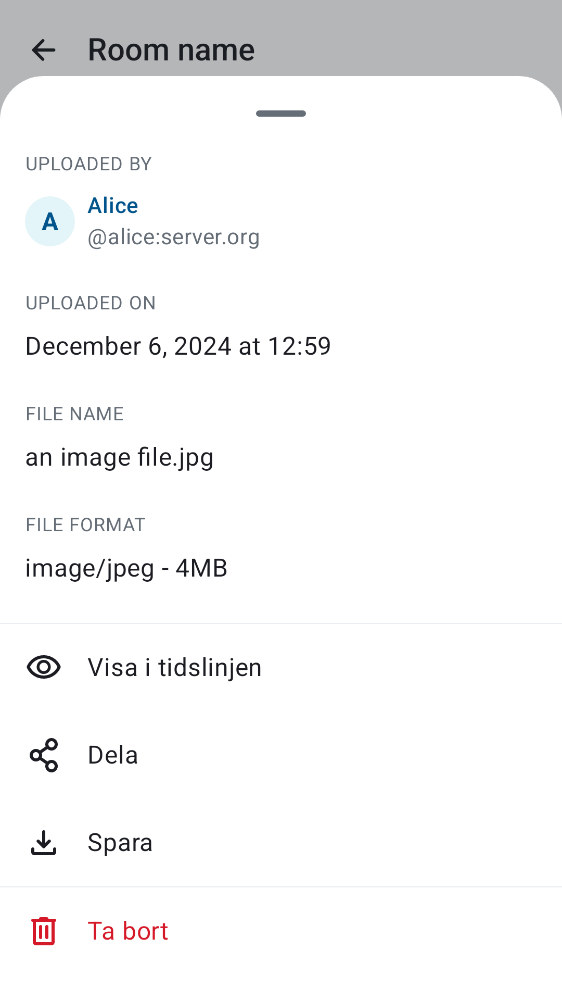 Room name
UPLOADED BY
A
Alice
@alice:server.org
UPLOADED ON
December 6, 2024 at 12:59
FILE NAME
an image file.jpg
FILE FORMAT
image/jpeg - 4MB
Visa i tidslinjen
Dela
Spara
Ta bort